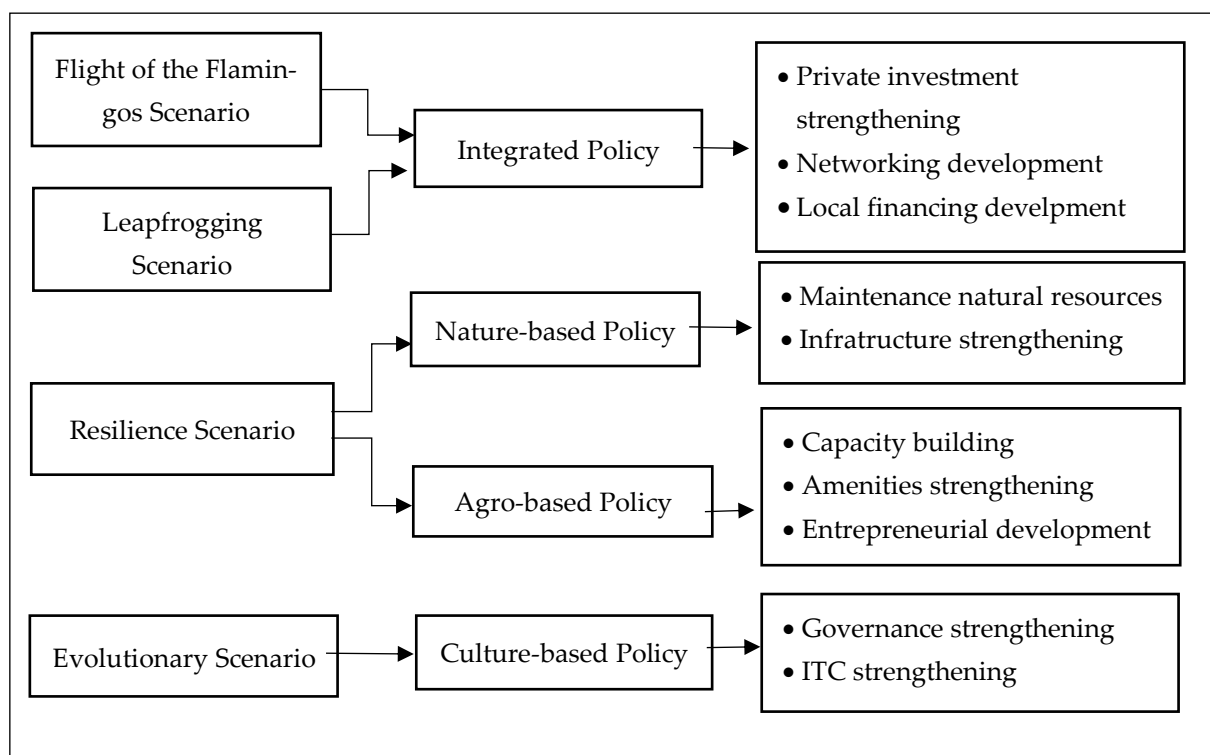 Flight of the Flamin-
gos Scenario
Leapfrogging
Scenario
Resilience Scenario
Evolutionary Scenario
Integrated Policy
Nature-based Policy
Agro-based Policy
Culture-based Policy
• Private investment
strengthening
• Networking development
• Local financing develpment
• Maintenance natural resources
• Infratructure strengthening
• Capacity building
• Amenities strengthening
• Entrepreneurial development
• Governance strengthening
• ITC strengthening